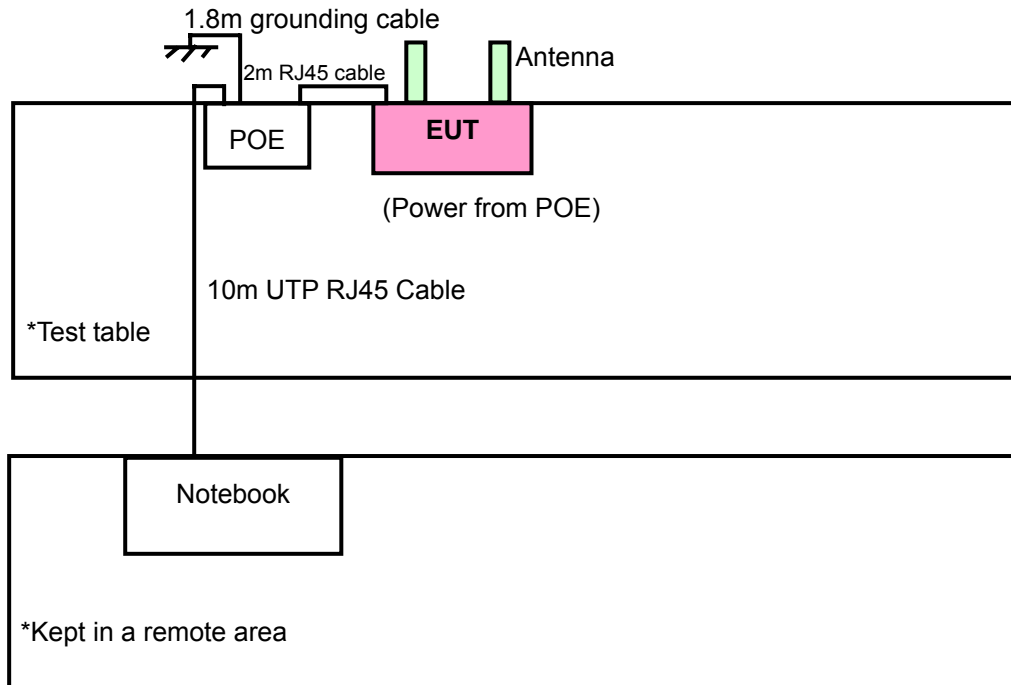 1.8m grounding cable
2m RJ45 cable
Antenna
POE
EUT
(Power from POE)
10m UTP RJ45 Cable
*Test table
Notebook
*Kept in a remote area